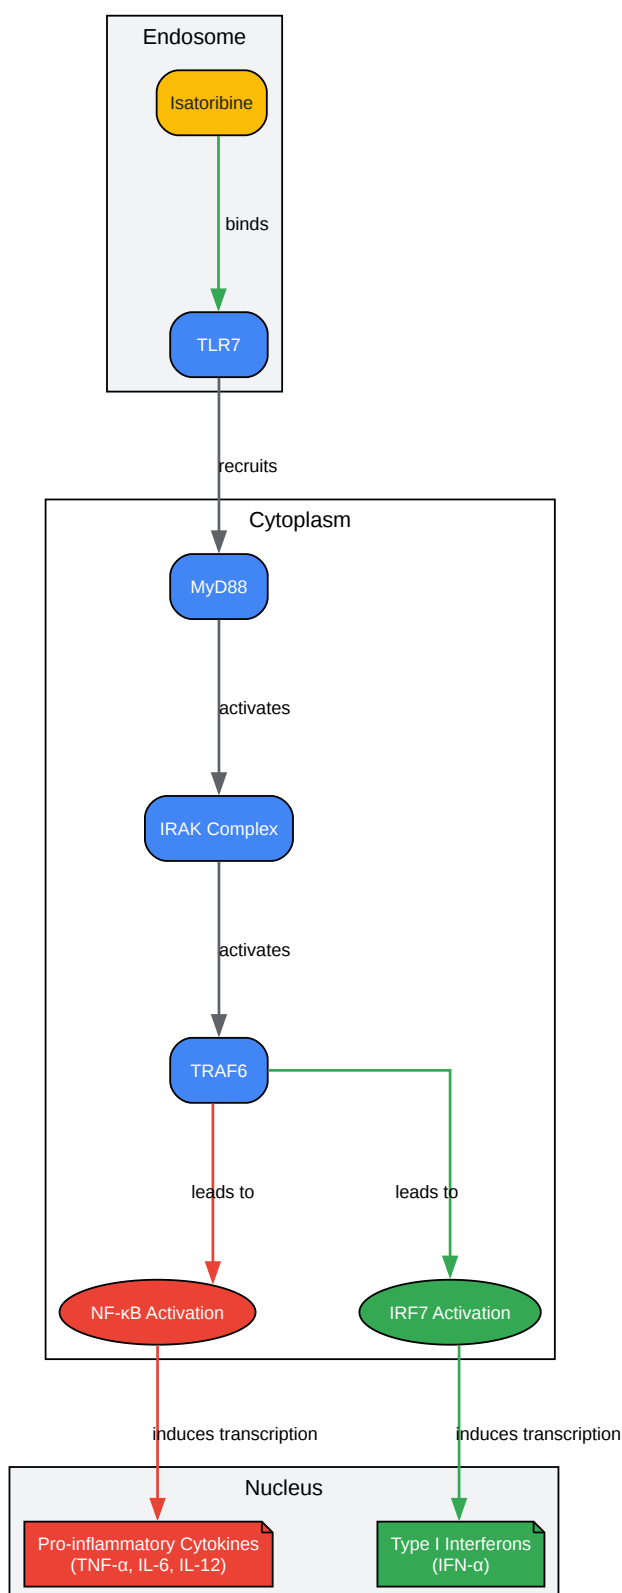 Endosome
Isatoribine
binds
TLR7
recruits
Cytoplasm
MyD88
activates
IRAK Complex
activates
TRAF6
leads to
leads to
NF-κB Activation
IRF7 Activation
induces transcription
induces transcription
Nucleus
Pro-inflammatory Cytokines
(TNF-α, IL-6, IL-12)
Type I Interferons
(IFN-α)